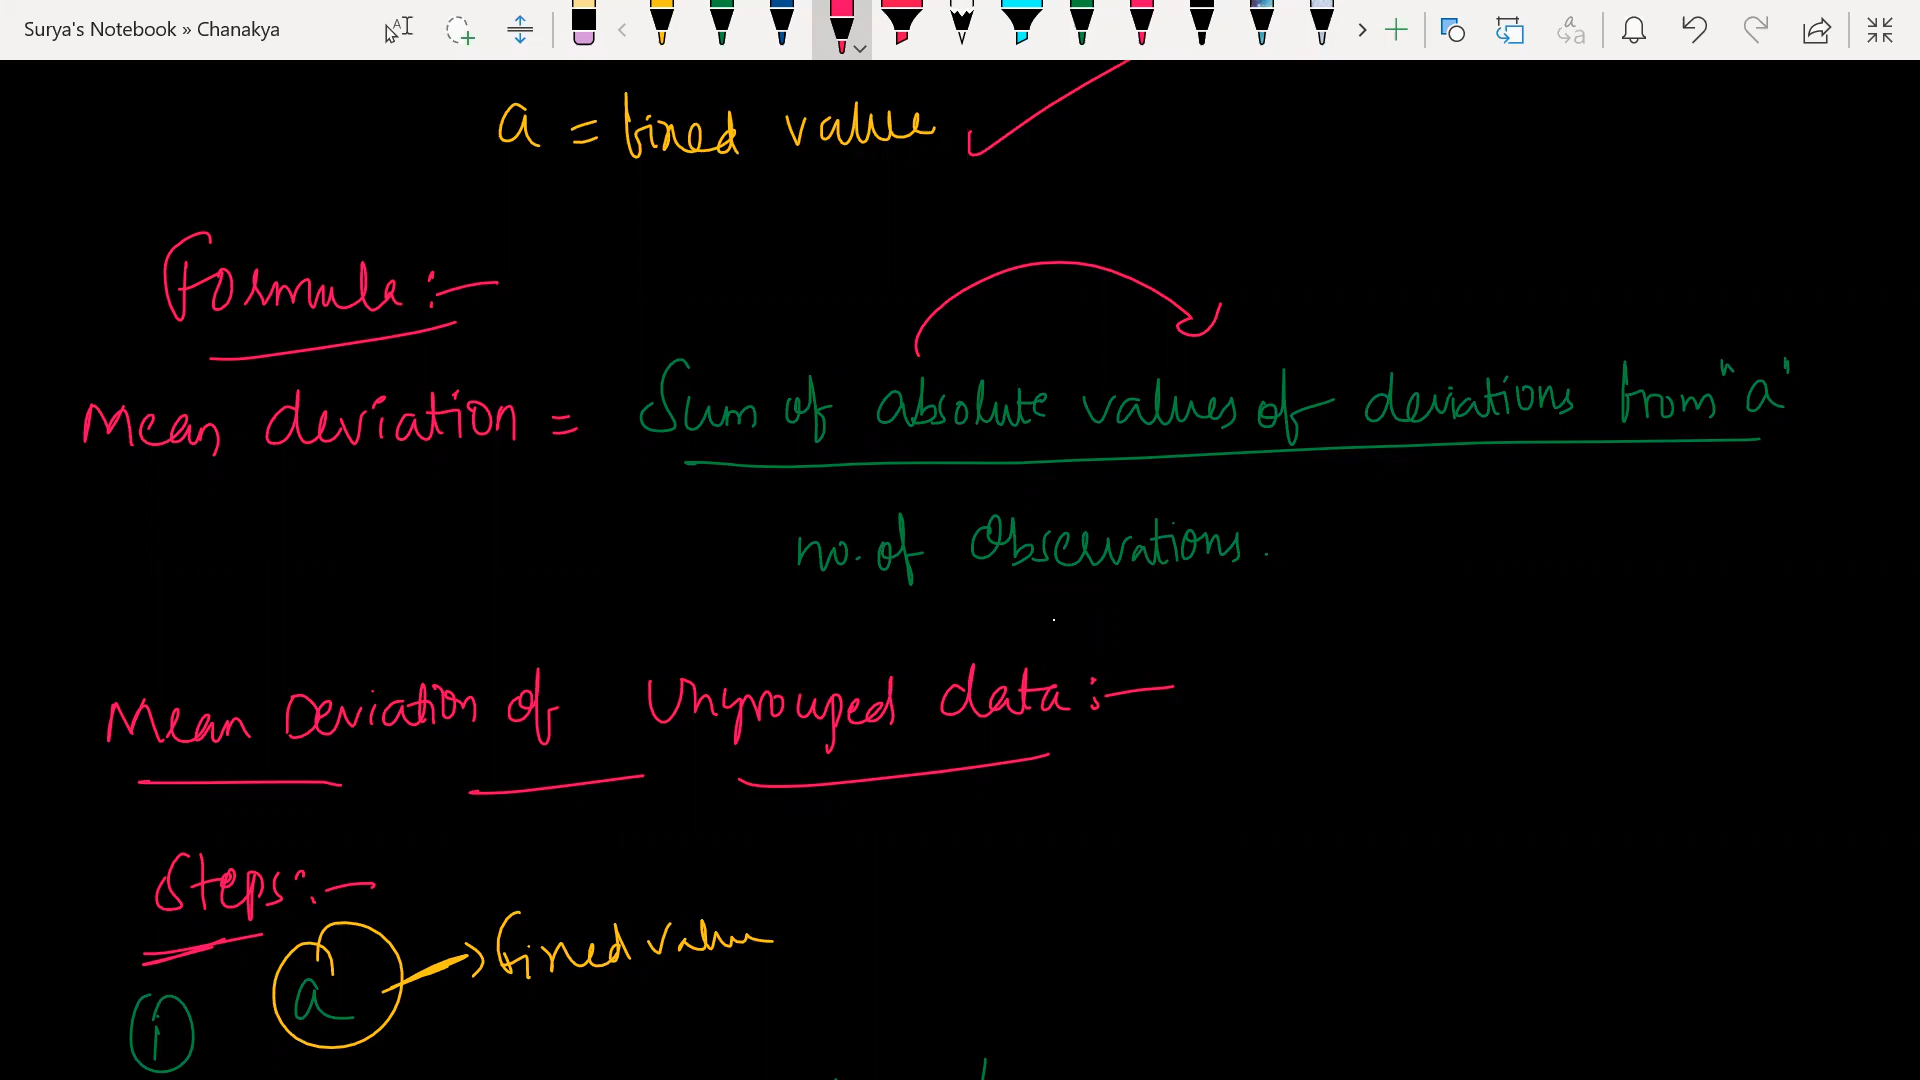 Surya's Notebook » Chanakya
a = fixed value
Formula:-
Mean deviation = Sum of absolute values of deviations from "a"
no. of Observations.
Mean Deviation of Ungrouped data:-
Steps:-
a → fixed value
i